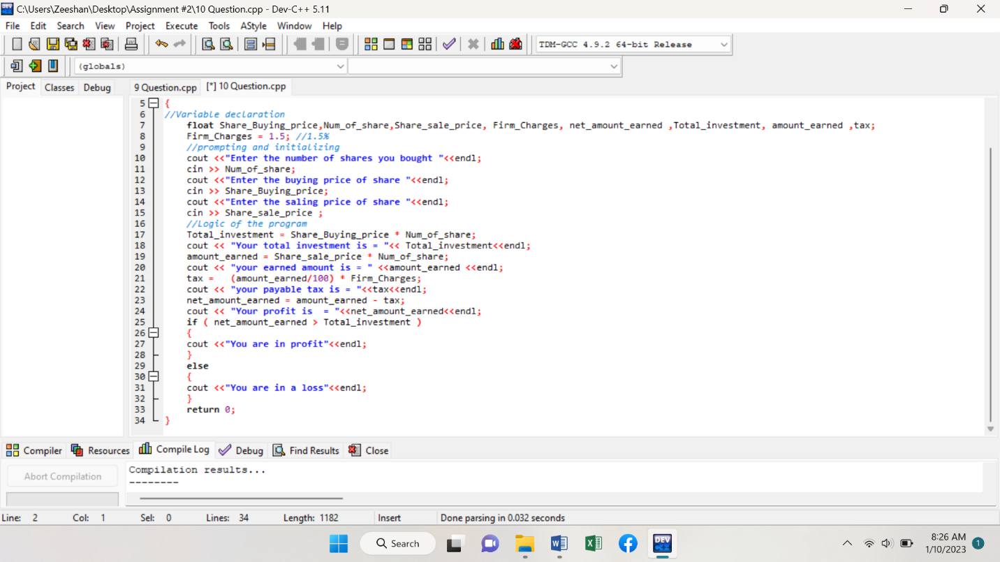 C:\Users\Zeeshan\Desktop\Assignment #2\10 Question.cpp - Dev-C++ 5.11
File Edit Search View Project Execute Tools AStyle Window Help
TDM-GCC 4.9.2 64-bit Release
(globals)
Project Classes Debug 9 Question.cpp [*] 10 Question.cpp
5 {
6 //Variable declaration
7 float Share_Buying_price,Num_of_share,Share_sale_price, Firm_Charges, net_amount_earned ,Total_investment, amount_earned ,tax;
8 Firm_Charges = 1.5; //1.5%
9 //prompting and initializing
10 cout <<"Enter the number of shares you bought "<<endl;
11 cin >> Num_of_share;
12 cout <<"Enter the buying price of share "<<endl;
13 cin >> Share_Buying_price;
14 cout <<"Enter the saling price of share "<<endl;
15 cin >> Share_sale_price ;
16 //Logic of the program
17 Total_investment = Share_Buying_price * Num_of_share;
18 cout << "Your total investment is = "<< Total_investment<<endl;
19 amount_earned = Share_sale_price * Num_of_share;
20 cout << "your earned amount is = " <<amount_earned <<endl;
21 tax =   (amount_earned/100) * Firm_Charges;
22 cout << "your payable tax is = "<<tax<<endl;
23 net_amount_earned = amount_earned - tax;
24 cout << "Your profit is  = "<<net_amount_earned<<endl;
25 if ( net_amount_earned > Total_investment )
26 {
27 cout <<"You are in profit"<<endl;
28 }
29 else
30 {
31 cout <<"You are in a loss"<<endl;
32 }
33 return 0;
34 }
Compiler Resources Compile Log Debug Find Results Close
Abort Compilation
Compilation results...
--------
Line: 2 Col: 1 Sel: 0 Lines: 34 Length: 1182 Insert Done parsing in 0.032 seconds
Search
DEV
8:26 AM
1/10/2023
1